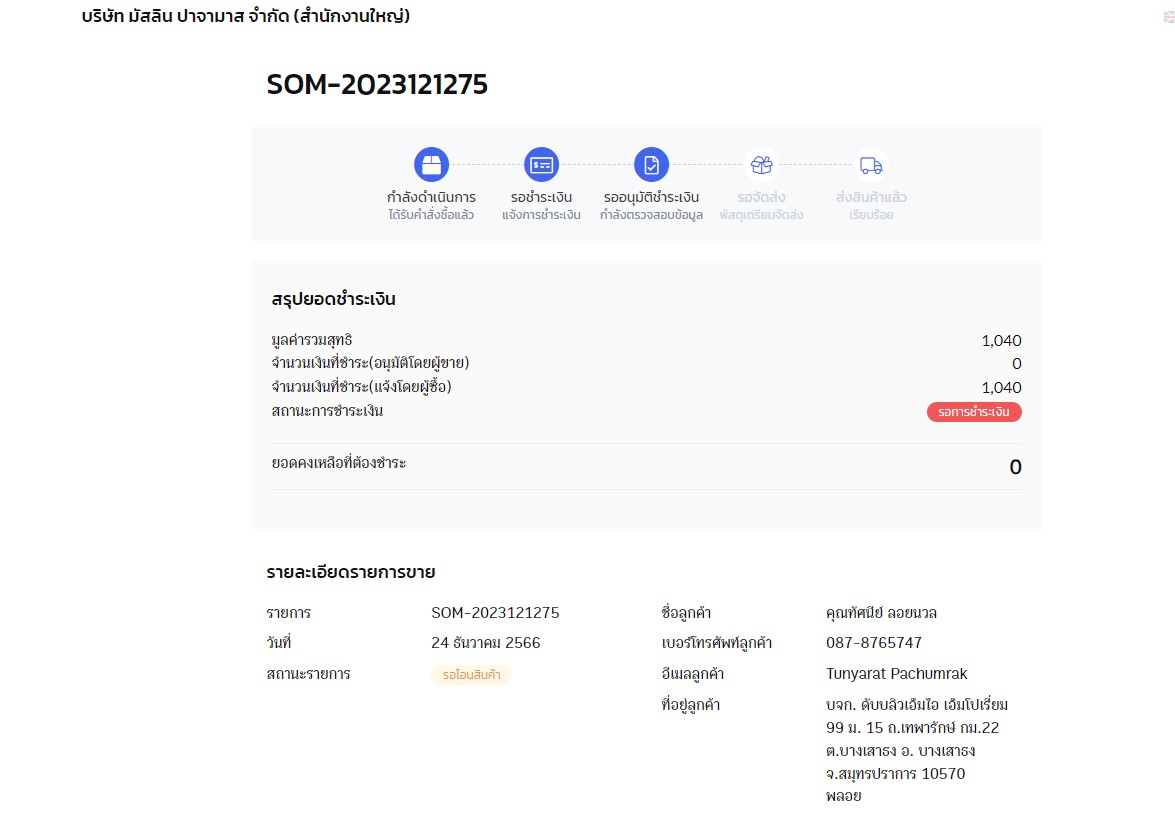 บริษัท มัสลิน ปาจามาส จำกัด (สำนักงานใหญ่)
SOM-2023121275
กำลังดำเนินการ รอชำระเงิน รออนุมัติชำระเงิน รอจัดส่ง ส่งสินค้าแล้ว
ได้รับคำสั่งซื้อแล้ว แจ้งการชำระเงิน กำลังตรวจสอบข้อมูล พัสดุเตรียมจัดส่ง เรียบร้อย
สรุปยอดชำระเงิน
มูลค่ารวมสุทธิ 1,040
จำนวนเงินที่ชำระ(อนุมัติโดยผู้ขาย) 0
จำนวนเงินที่ชำระ(แจ้งโดยผู้ซื้อ) 1,040
สถานะการชำระเงิน รอการชำระเงิน
ยอดคงเหลือที่ต้องชำระ 0
รายละเอียดรายการขาย
รายการ SOM-2023121275 ชื่อลูกค้า คุณทัศนีย์ ลอยนวล
วันที่ 24 ธันวาคม 2566 เบอร์โทรศัพท์ลูกค้า 087-8765747
สถานะรายการ รอโอนสินค้า อีเมลลูกค้า Tunyarat Pachumrak
ที่อยู่ลูกค้า บจก. ดับบลิวเอ็มไอ เอ็มโปเรี่ยม
99 ม. 15 ถ.เทพารักษ์ กม.22
ต.บางเสาธง อ. บางเสาธง
จ.สมุทรปราการ 10570
พลอย